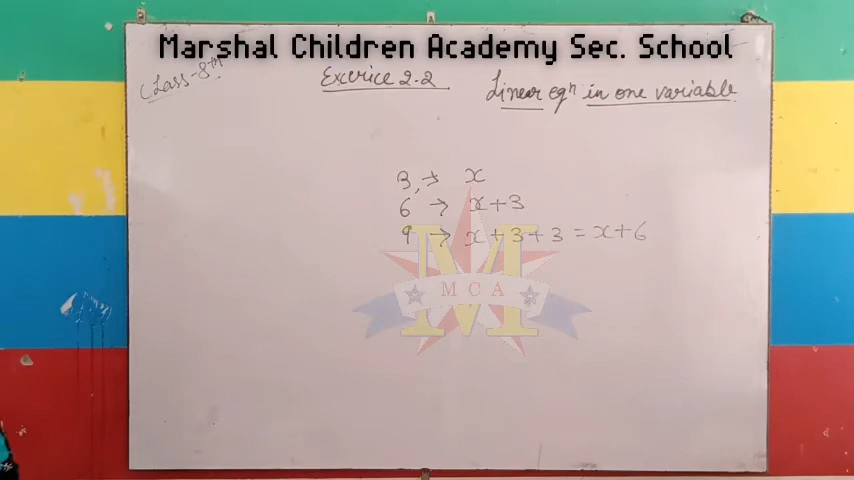 Marshal Children Academy Sec. School
Class-8th
Excerice 2.2
Linear eqn in one variable
3, → x
6 → x+3
9 → x+3+3 = x+6
M C A
M